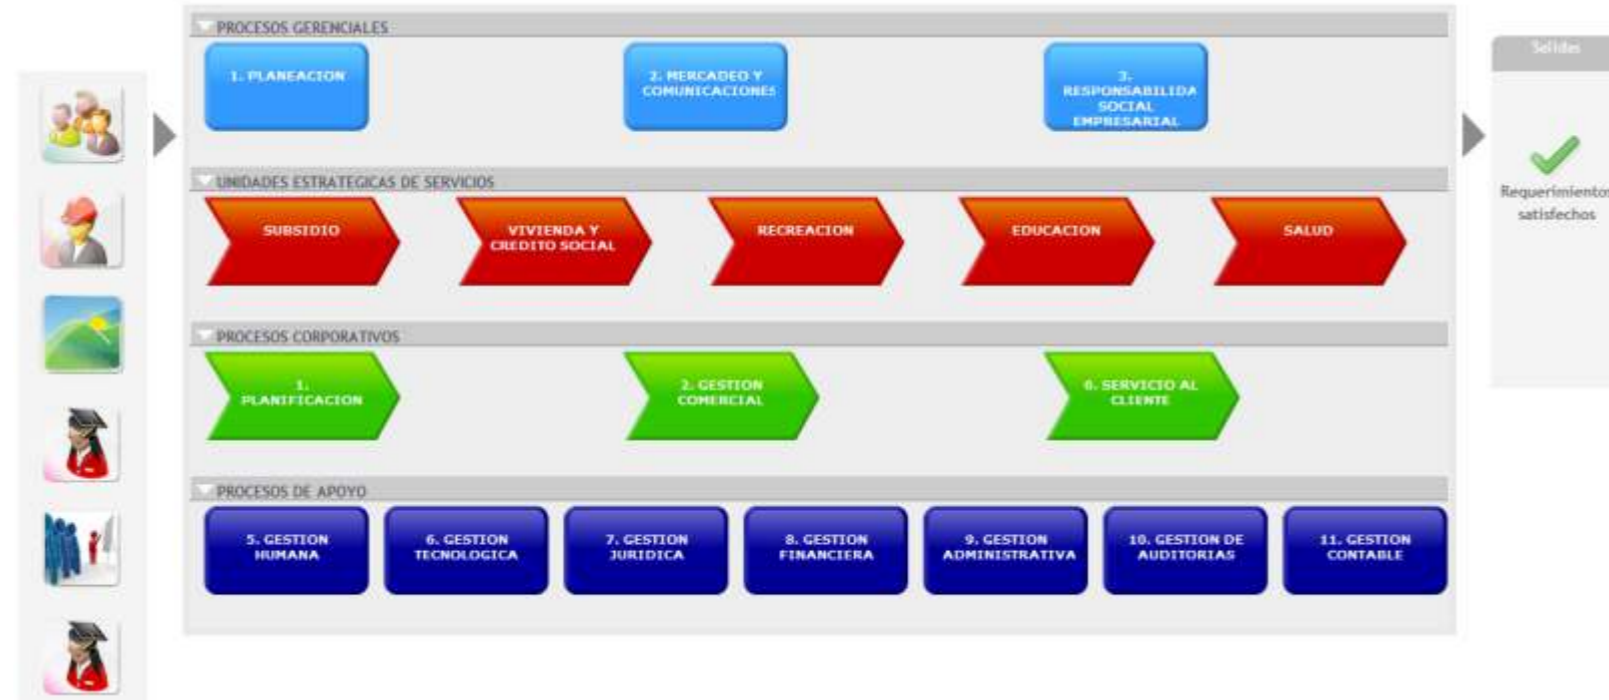 PROCESOS GERENCIALES
1. PLANEACION
2. MERCADEO Y
COMUNICACIONES
3.
RESPONSABILIDA
SOCIAL
EMPRESARIAL
UNIDADES ESTRATEGICAS DE SERVICIOS
SUBSIDIO
VIVIENDA Y
CREDITO SOCIAL
RECREACION
EDUCACION
SALUD
PROCESOS CORPORATIVOS
1.
PLANIFICACION
2. GESTION
COMERCIAL
6. SERVICIO AL
CLIENTE
PROCESOS DE APOYO
5. GESTION
HUMANA
6. GESTION
TECNOLOGICA
7. GESTION
JURIDICA
8. GESTION
FINANCIERA
9. GESTION
ADMINISTRATIVA
10. GESTION DE
AUDITORIAS
11. GESTION
CONTABLE
Salidas
Requerimientos
satisfechos